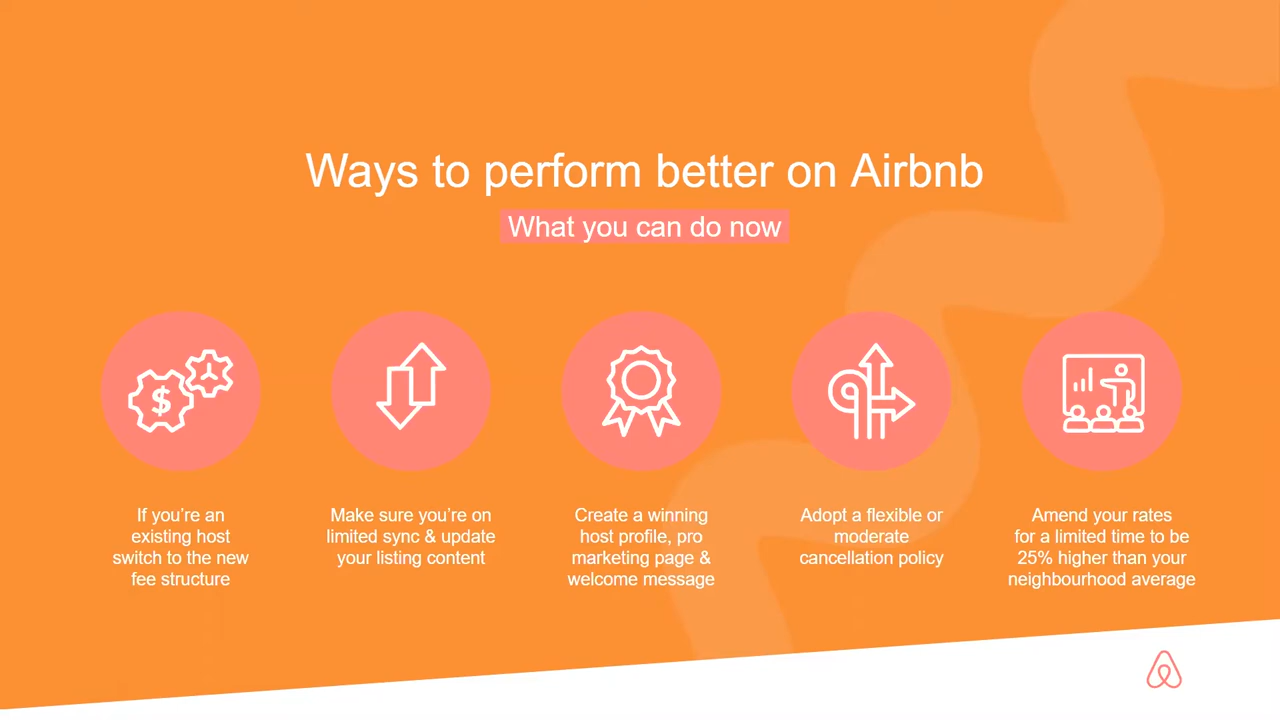 Ways to perform better on Airbnb
What you can do now
$
If you're an
existing host
switch to the new
fee structure
Make sure you're on
limited sync & update
your listing content
Create a winning
host profile, pro
marketing page &
welcome message
Adopt a flexible or
moderate
cancellation policy
Amend your rates
for a limited time to be
25% higher than your
neighbourhood average